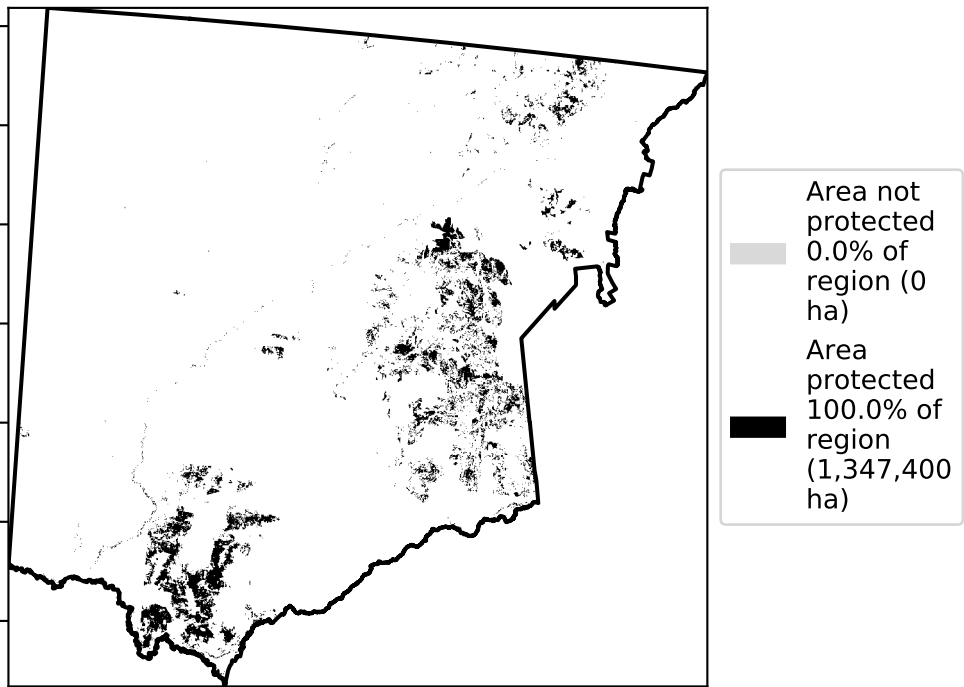 Area not
protected
0.0% of
region (0
ha)
Area
protected
100.0% of
region
(1,347,400
ha)